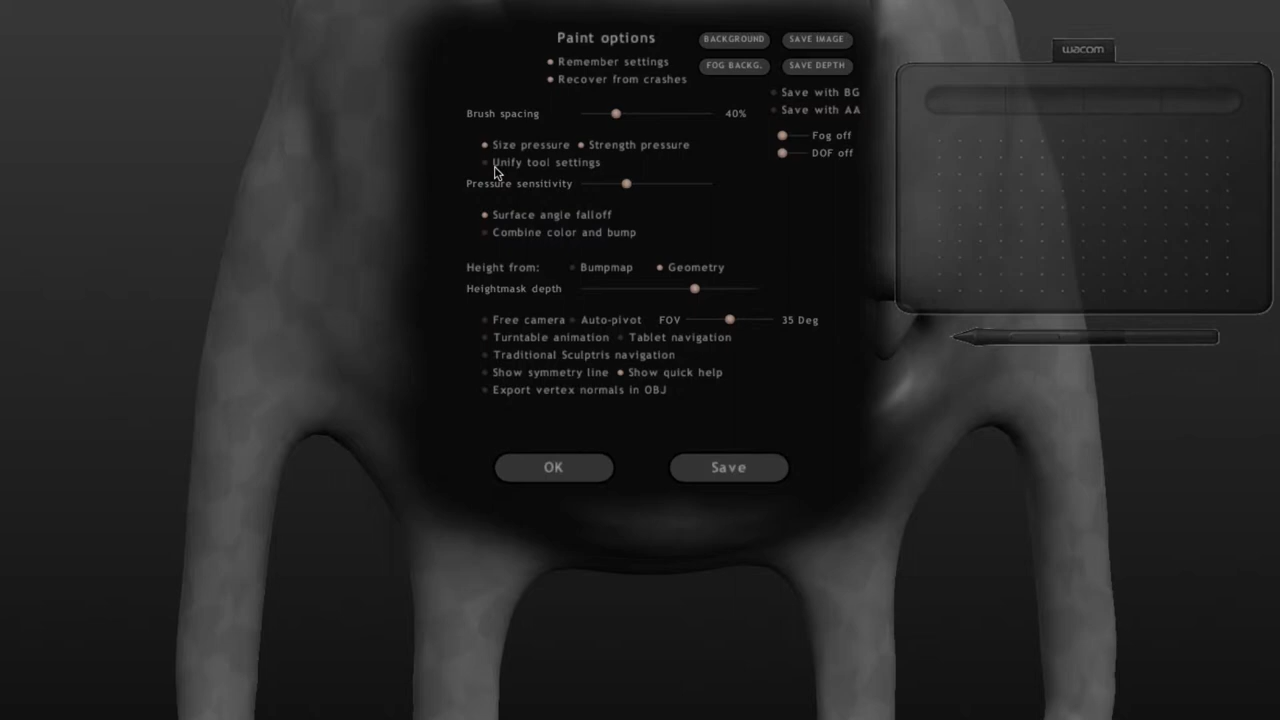 Paint options
BACKGROUND
SAVE IMAGE
Remember settings
FOG BACKG.
SAVE DEPTH
Recover from crashes
Save with BG
Save with AA
Brush spacing
40%
Fog off
Size pressure
Strength pressure
DOF off
Unify tool settings
Pressure sensitivity
Surface angle falloff
Combine color and bump
Height from:
Bumpmap
Geometry
Heightmask depth
Free camera
Auto-pivot
FOV
35 Deg
Turntable animation
Tablet navigation
Traditional Sculptris navigation
Show symmetry line
Show quick help
Export vertex normals in OBJ
OK
Save
wacom